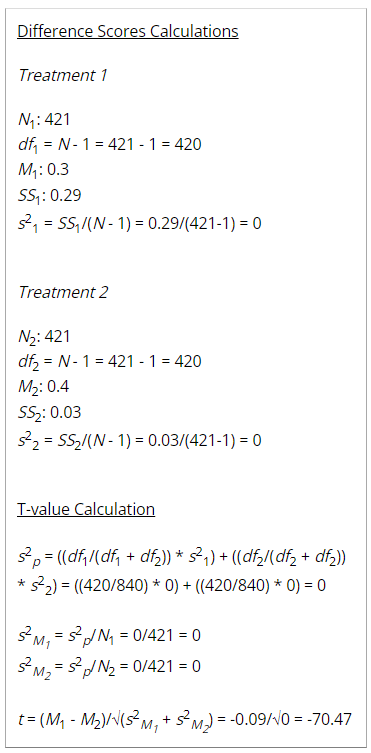 Difference Scores Calculations
Treatment 1
N₁: 421
df₁ = N - 1 = 421 - 1 = 420
M₁: 0.3
SS₁: 0.29
s²₁ = SS₁/(N - 1) = 0.29/(421-1) = 0
Treatment 2
N₂: 421
df₂ = N - 1 = 421 - 1 = 420
M₂: 0.4
SS₂: 0.03
s²₂ = SS₂/(N - 1) = 0.03/(421-1) = 0
T-value Calculation
s²ₚ = ((df₁/(df₁ + df₂)) * s²₁) + ((df₂/(df₂ + df₂))
* s²₂) = ((420/840) * 0) + ((420/840) * 0) = 0
s²M₁ = s²ₚ/N₁ = 0/421 = 0
s²M₂ = s²ₚ/N₂ = 0/421 = 0
t = (M₁ - M₂)/√(s²M₁ + s²M₂) = -0.09/√0 = -70.47